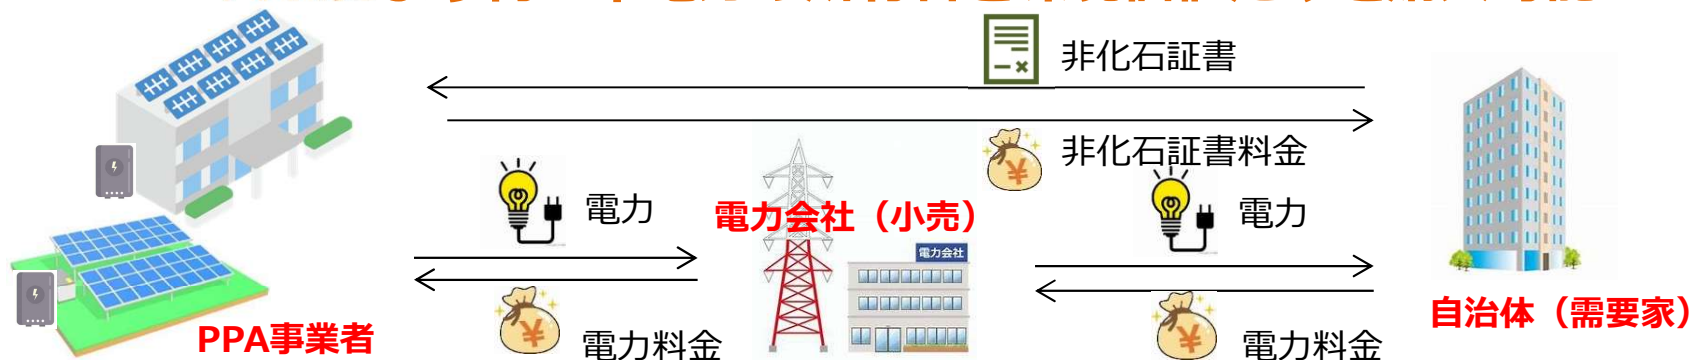 非化石証書
非化石証書料金
電力
電力会社（小売）
電力
電力会社
PPA事業者
電力料金
電力料金
自治体（需要家）